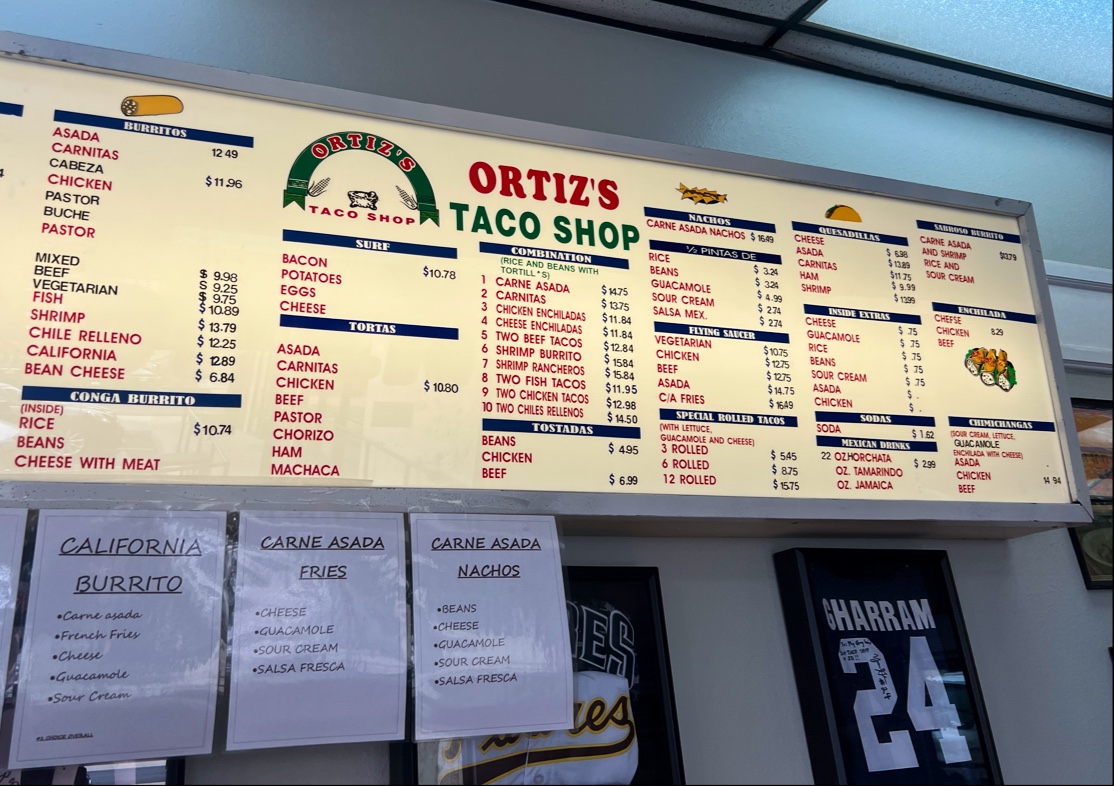 BURRITOS
ASADA
CARNITAS 12 49
CABEZA
CHICKEN $11.96
PASTOR
BUCHE
PASTOR
MIXED $ 9.98
BEEF $ 9.25
VEGETARIAN $ 9.75
FISH $10.89
SHRIMP $ 13.79
CHILE RELLENO $ 12.25
CALIFORNIA $ 12.89
BEAN CHEESE $ 6.84
CONGA BURRITO
(INSIDE)
RICE $10.74
BEANS
CHEESE WITH MEAT
ORTIZ'S
TACO SHOP
ORTIZ'S
TACO SHOP
SURF
BACON
POTATOES $10.78
EGGS
CHEESE
TORTAS
ASADA
CARNITAS
CHICKEN $ 10.80
BEEF
PASTOR
CHORIZO
HAM
MACHACA
COMBINATION
(RICE AND BEANS WITH
TORTILL*S)
1 CARNE ASADA $14.75
2 CARNITAS $ 13.75
3 CHICKEN ENCHILADAS $ 11.84
4 CHEESE ENCHILADAS $ 11.84
5 TWO BEEF TACOS $ 12.84
6 SHRIMP BURRITO $ 15.84
7 SHRIMP RANCHEROS $ 15.84
8 TWO FISH TACOS $ 11.95
9 TWO CHICKEN TACOS $ 12.98
10 TWO CHILES RELLENOS $ 14.50
TOSTADAS
BEANS $ 4.95
CHICKEN
BEEF $ 6.99
NACHOS
CARNE ASADA NACHOS $ 16.49
½ PINTAS DE
RICE $ 3.24
BEANS $ 3.24
GUACAMOLE $ 4.99
SOUR CREAM $ 2.74
SALSA MEX. $ 2.74
FLYING SAUCER
VEGETARIAN $10.75
CHICKEN $12.75
BEEF $12.75
ASADA $14.75
C/A FRIES $16.49
SPECIAL ROLLED TACOS
(WITH LETTUCE,
GUACAMOLE AND CHEESE)
3 ROLLED $ 5.45
6 ROLLED $ 8.75
12 ROLLED $ 15.75
QUESADILLAS
CHEESE $ 6.98
ASADA $13.89
CARNITAS $11.75
HAM $ 9.99
SHRIMP $ 13.99
INSIDE EXTRAS
CHEESE $ .75
GUACAMOLE $ .75
RICE $ .75
BEANS $ .75
SOUR CREAM $ .75
ASADA $ .
CHICKEN $ .
SODAS
SODA $ 1.62
MEXICAN DRINKS
22 OZ.HORCHATA $ 2.99
OZ. TAMARINDO
OZ. JAMAICA
SABROSO BURRITO
CARNE ASADA
AND SHRIMP $13.79
RICE AND
SOUR CREAM
ENCHILADA
CHEESE
CHICKEN 8.29
BEEF
CHIMICHANGAS
(SOUR CREAM, LETTUCE,
GUACAMOLE
ENCHILADA WITH CHEESE)
ASADA
CHICKEN 14 94
BEEF
CALIFORNIA
BURRITO
•Carne asada
•French Fries
•Cheese
•Guacamole
•Sour Cream
#1 CHOICE OVERALL
CARNE ASADA
FRIES
•CHEESE
•GUACAMOLE
•SOUR CREAM
•SALSA FRESCA
CARNE ASADA
NACHOS
•BEANS
•CHEESE
•GUACAMOLE
•SOUR CREAM
•SALSA FRESCA
GHARRAM
24